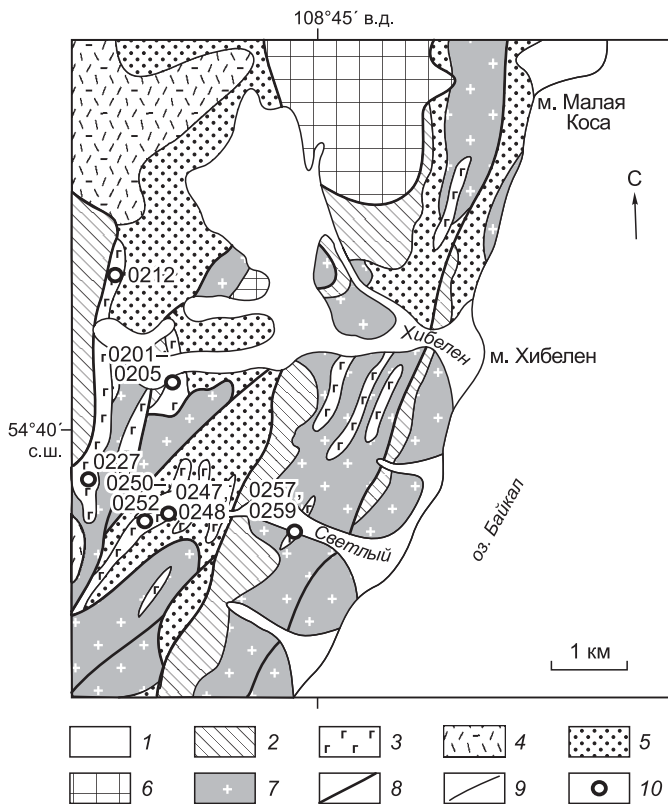 108°45´ в.д.
м. Малая
Коса
С
0212
Хибелен
м. Хибелен
0201–
0205
54°40´
с.ш.
0227
0250–
0252
0247,
0248
0257,
0259
Светлый
оз. Байкал
1 км
1
2
3
4
5
6
7
8
9
10